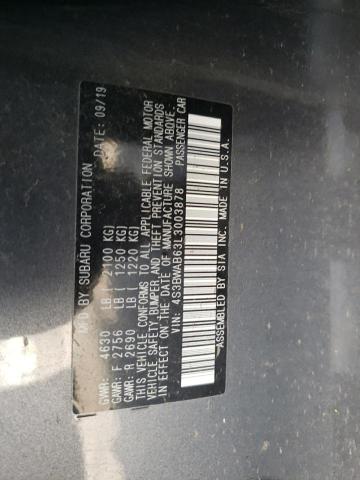 MFD. BY SUBARU CORPORATION DATE: 09/19
GVWR: 4630 LB ( 2100 KG)
GAWR: F 2756 LB ( 1250 KG)
GAWR: R 2690 LB ( 1220 KG)
THIS VEHICLE CONFORMS TO ALL APPLICABLE FEDERAL MOTOR
VEHICLE SAFETY, BUMPER, AND THEFT PREVENTION STANDARDS
IN EFFECT ON THE DATE OF MANUFACTURE SHOWN ABOVE.
VIN: 4S3BWAB63L3003878 PASSENGER CAR
ASSEMBLED BY SIA INC. MADE IN U.S.A.